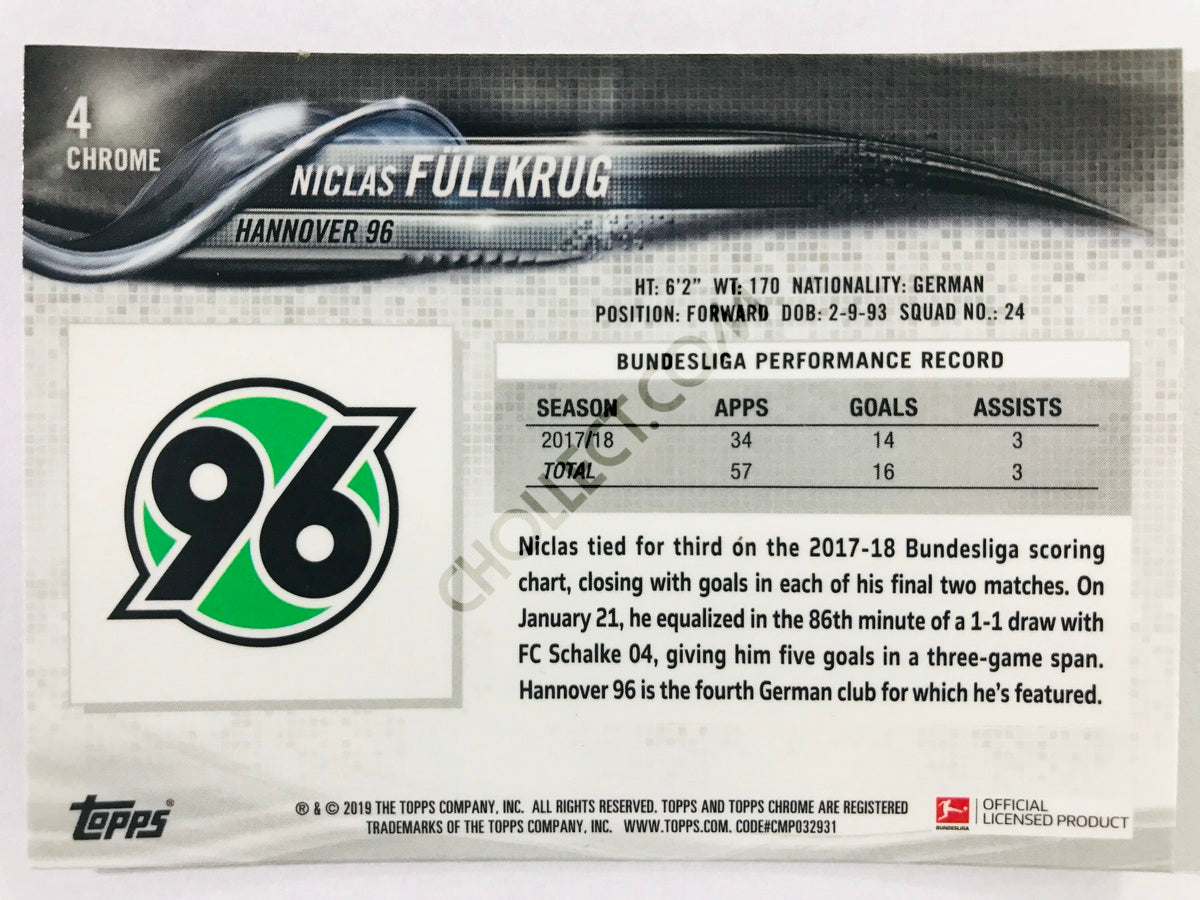 4
CHROME
NICLAS FÜLLKRUG
HANNOVER 96
HT: 6'2" WT: 170 NATIONALITY: GERMAN
POSITION: FORWARD DOB: 2-9-93 SQUAD NO.: 24
BUNDESLIGA PERFORMANCE RECORD
SEASON APPS GOALS ASSISTS
2017/18 34 14 3
TOTAL 57 16 3
96
Niclas tied for third on the 2017-18 Bundesliga scoring
chart, closing with goals in each of his final two matches. On
January 21, he equalized in the 86th minute of a 1-1 draw with
FC Schalke 04, giving him five goals in a three-game span.
Hannover 96 is the fourth German club for which he's featured.
CHOLLECT.COM
Topps®
® & © 2019 THE TOPPS COMPANY, INC. ALL RIGHTS RESERVED. TOPPS AND TOPPS CHROME ARE REGISTERED
TRADEMARKS OF THE TOPPS COMPANY, INC. WWW.TOPPS.COM. CODE#CMP032931
BUNDESLIGA
OFFICIAL
LICENSED PRODUCT